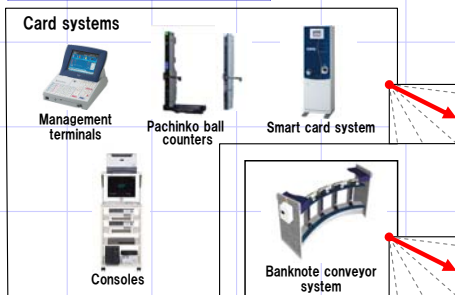 Card systems
Management
terminals
Pachinko ball
counters
Smart card system
Consoles
Banknote conveyor
system